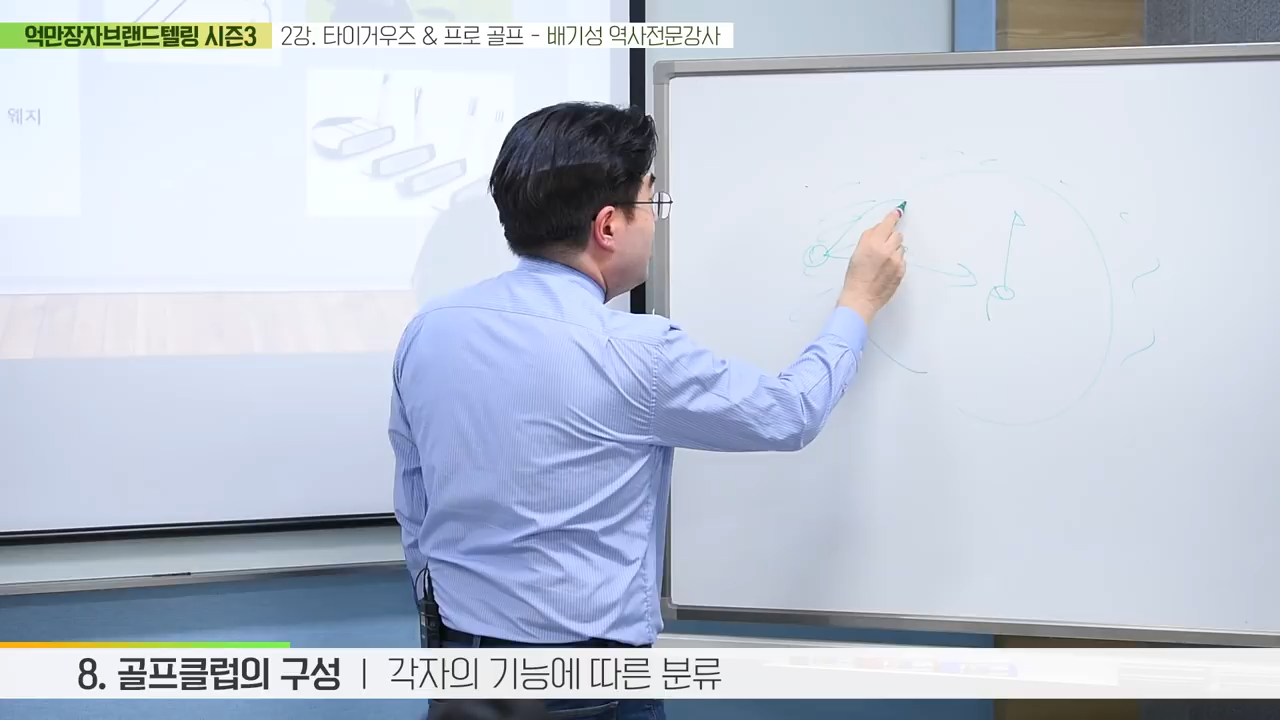 억만장자브랜드텔링 시즌3
2강. 타이거우즈 & 프로 골프 - 배기성 역사전문강사
웨지
8. 골프클럽의 구성 | 각자의 기능에 따른 분류